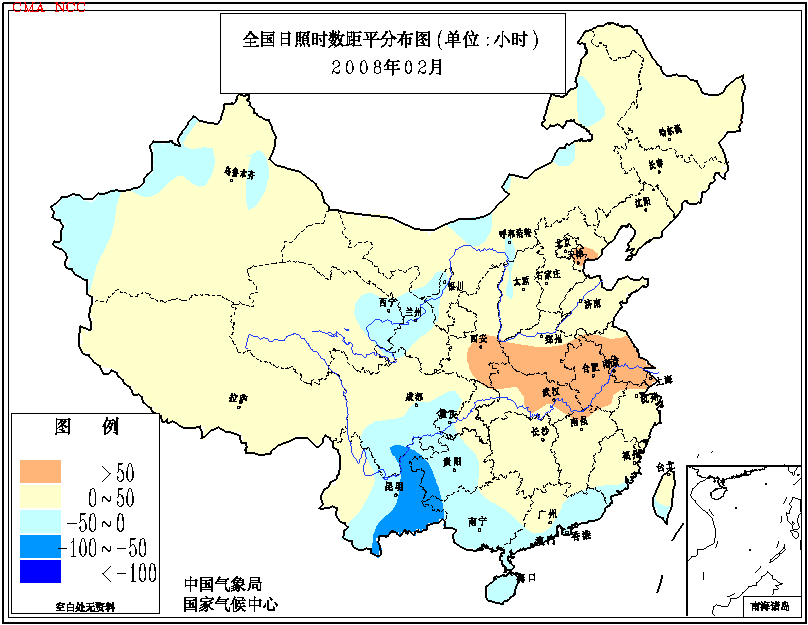 CMA NCC
全国日照时数距平分布图(单位:小时)
2008年02月
哈尔滨
长春
沈阳
乌鲁木齐
呼和浩特
北京
天津
石家庄
太原
银川
济南
西宁
兰州
郑州
西安
合肥
南京
上海
武汉
杭州
拉萨
成都
重庆
南昌
长沙
贵阳
福州
台北
昆明
广州
南宁
澳门
香港
海口
图 例
>50
0~50
-50~0
-100~-50
<-100
空白处无资料
中国气象局
国家气候中心
南海诸岛